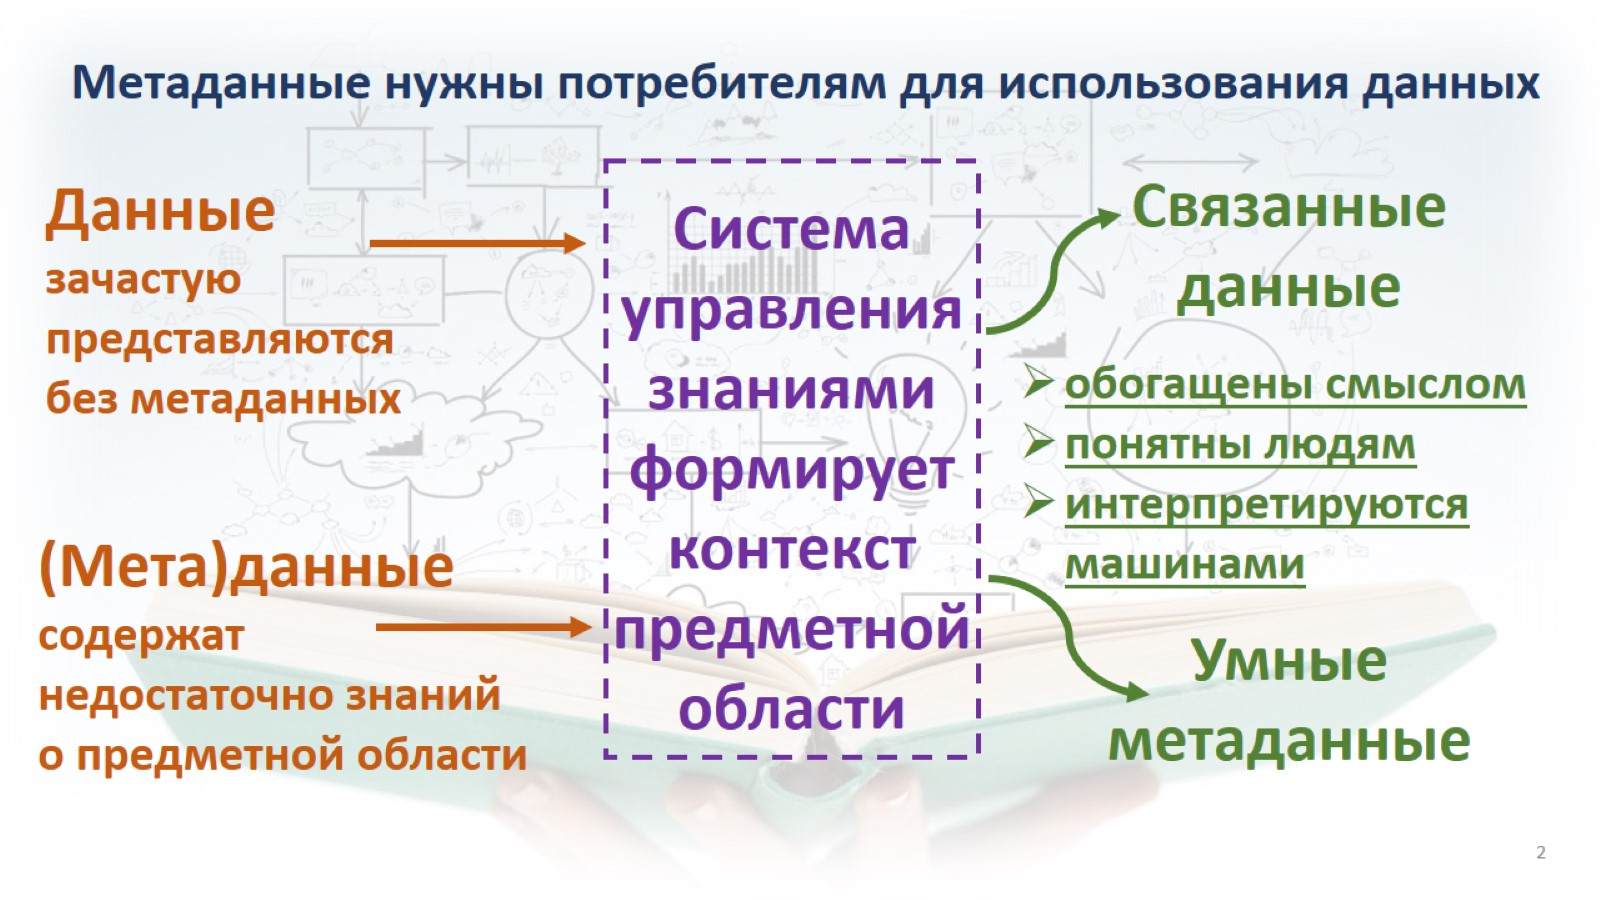 Метаданные нужны потребителям для использования данных
Данные
зачастую
представляются
без метаданных
(Мета)данные
содержат
недостаточно знаний
о предметной области
Система
управления
знаниями
формирует
контекст
предметной
области
Связанные
данные
обогащены смыслом
понятны людям
интерпретируются
машинами
Умные
метаданные
2